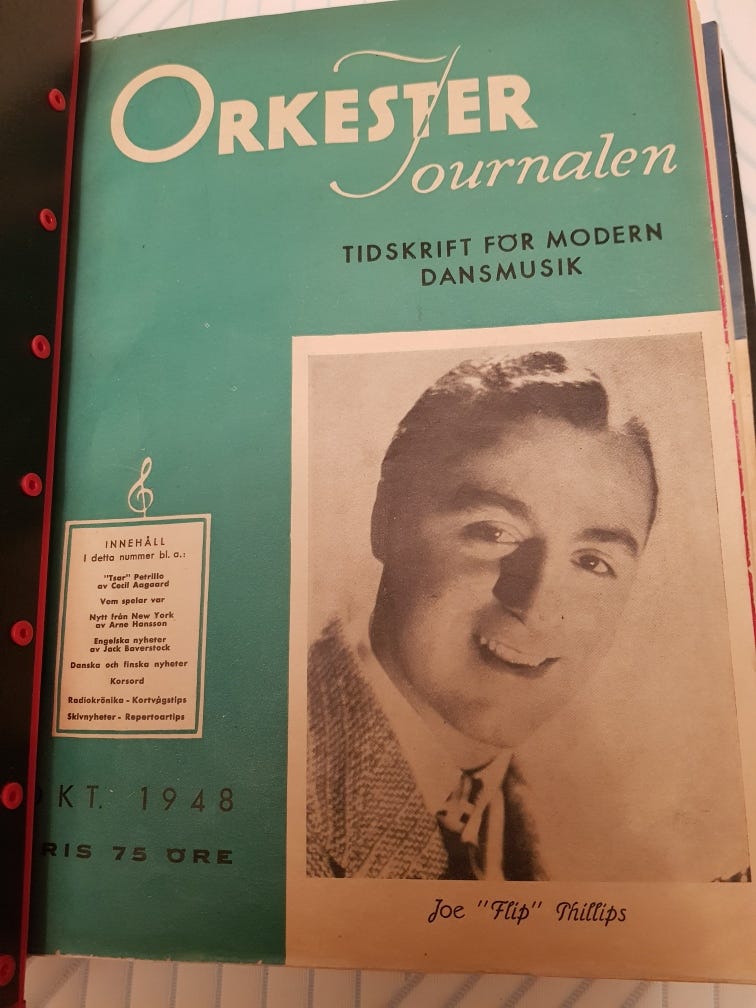 ORKESTER
Journalen
TIDSKRIFT FÖR MODERN
DANSMUSIK
INNEHÅLL
I detta nummer bl. a.:
"Tsar" Petrillo
av Cecil Aagaard
Vem spelar var
Nytt från New York
av Arne Hansson
Engelska nyheter
av Jack Baverstock
Danska och finska nyheter
Korsord
Radiokrönika - Kortvågstips
Skivnyheter - Repertoartips
OKT. 1948
RIS 75 ÖRE
Joe "Flip" Phillips